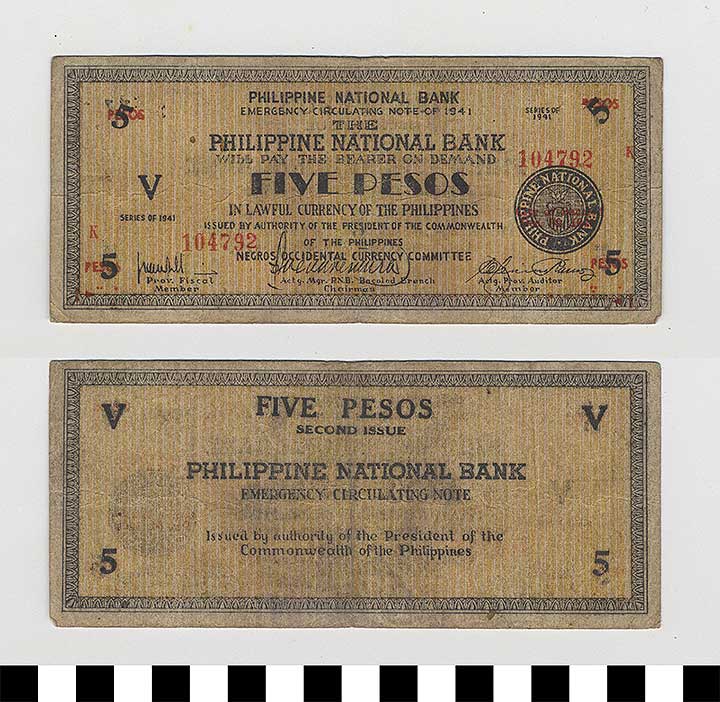 PHILIPPINE NATIONAL BANK
EMERGENCY CIRCULATING NOTE OF 1941
SERIES OF
1941
5 PESOS
5 PESOS
THE
PHILIPPINE NATIONAL BANK
WILL PAY THE BEARER ON DEMAND
104792 K
V FIVE PESOS
IN LAWFUL CURRENCY OF THE PHILIPPINES
SERIES OF 1941
ISSUED BY AUTHORITY OF THE PRESIDENT OF THE COMMONWEALTH
K 104792
OF THE PHILIPPINES
NEGROS OCCIDENTAL CURRENCY COMMITTEE
PHILIPPINE NATIONAL BANK
PESOS 5
5 PESOS
Prov. Fiscal
Member
Actg. Mgr. P.N.B. Bacolod Branch
Chairman
Actg. Prov. Auditor
Member
V FIVE PESOS V
SECOND ISSUE
PHILIPPINE NATIONAL BANK
EMERGENCY CIRCULATING NOTE
Issued by authority of the President of the
Commonwealth of the Philippines
5 5